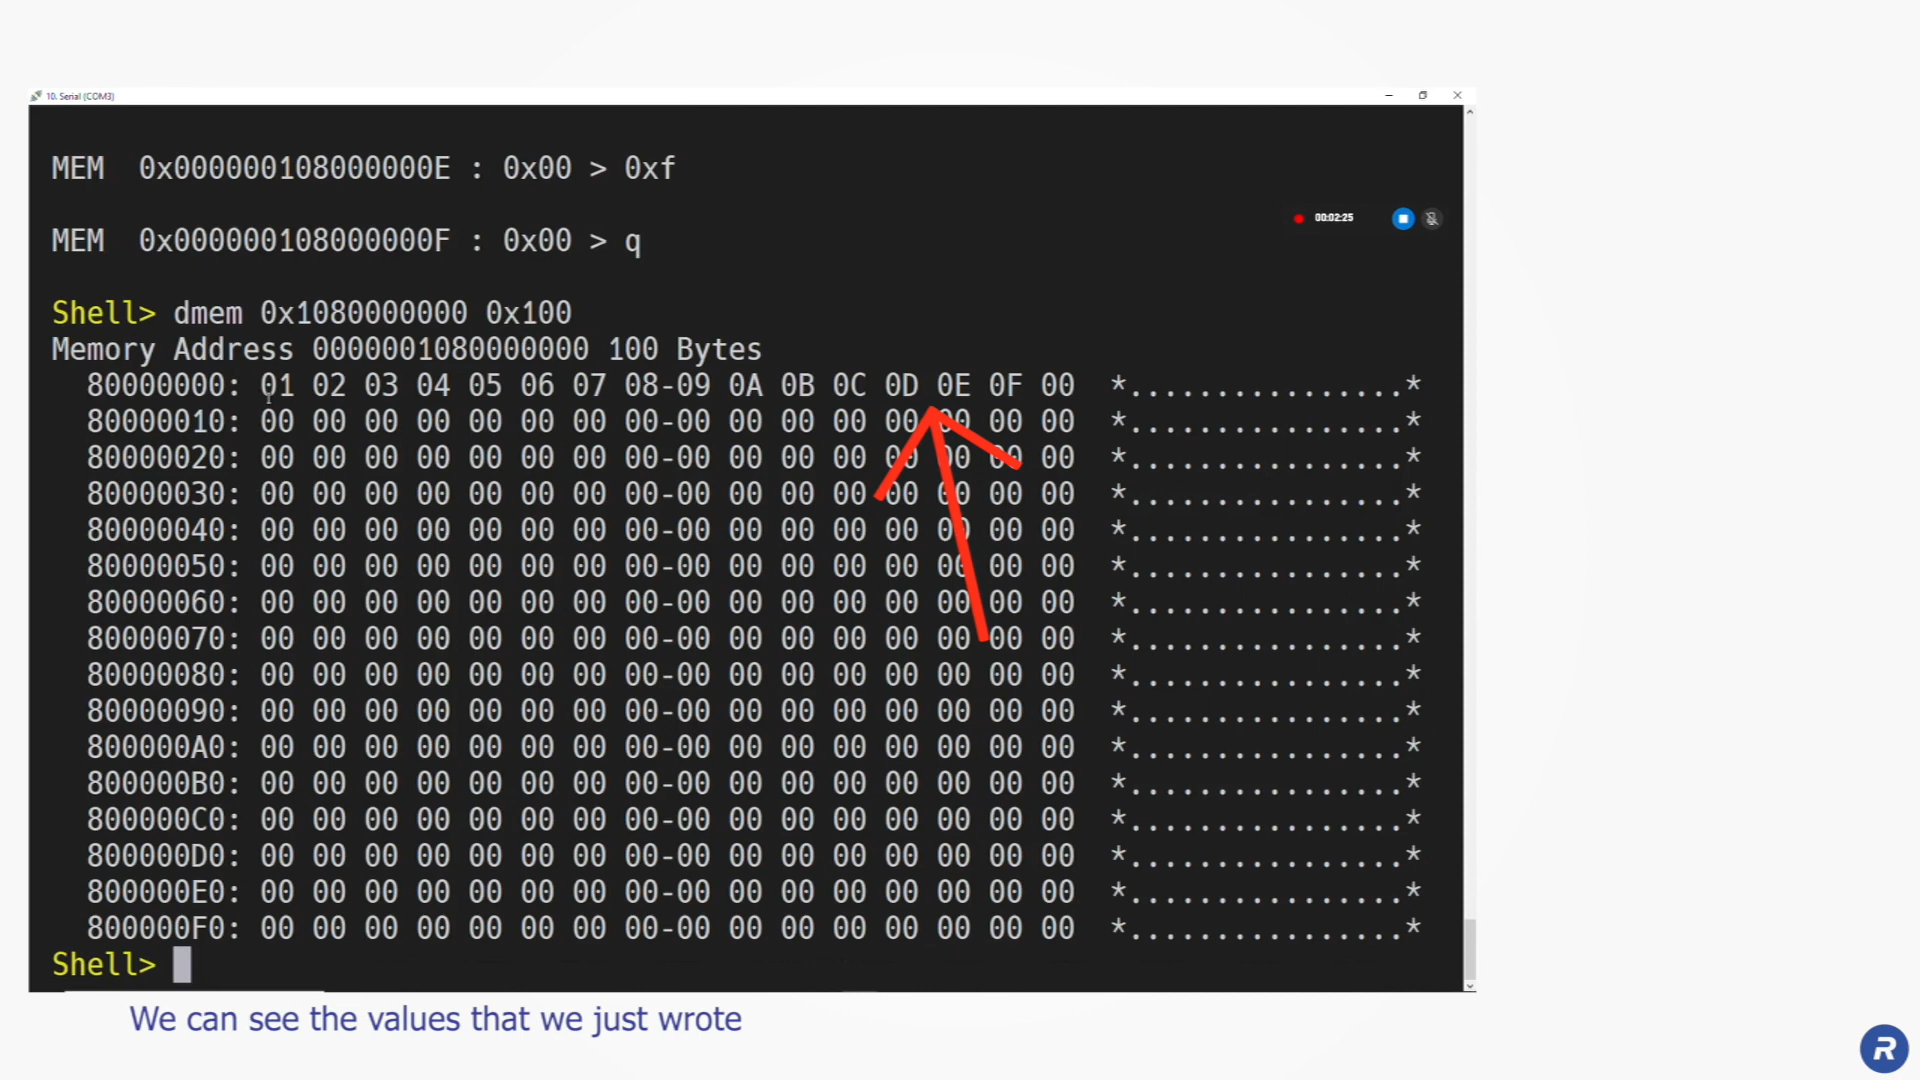 10. Serial (COM3)
MEM  0x000000108000000E : 0x00 > 0xf
00:02:25
MEM  0x000000108000000F : 0x00 > q
Shell> dmem 0x1080000000 0x100
Memory Address 0000001080000000 100 Bytes
80000000: 01 02 03 04 05 06 07 08-09 0A 0B 0C 0D 0E 0F 00  *................*
80000010: 00 00 00 00 00 00 00 00-00 00 00 00 00 00 00 00  *................*
80000020: 00 00 00 00 00 00 00 00-00 00 00 00 00 00 00 00  *................*
80000030: 00 00 00 00 00 00 00 00-00 00 00 00 00 00 00 00  *................*
80000040: 00 00 00 00 00 00 00 00-00 00 00 00 00 00 00 00  *................*
80000050: 00 00 00 00 00 00 00 00-00 00 00 00 00 00 00 00  *................*
80000060: 00 00 00 00 00 00 00 00-00 00 00 00 00 00 00 00  *................*
80000070: 00 00 00 00 00 00 00 00-00 00 00 00 00 00 00 00  *................*
80000080: 00 00 00 00 00 00 00 00-00 00 00 00 00 00 00 00  *................*
80000090: 00 00 00 00 00 00 00 00-00 00 00 00 00 00 00 00  *................*
800000A0: 00 00 00 00 00 00 00 00-00 00 00 00 00 00 00 00  *................*
800000B0: 00 00 00 00 00 00 00 00-00 00 00 00 00 00 00 00  *................*
800000C0: 00 00 00 00 00 00 00 00-00 00 00 00 00 00 00 00  *................*
800000D0: 00 00 00 00 00 00 00 00-00 00 00 00 00 00 00 00  *................*
800000E0: 00 00 00 00 00 00 00 00-00 00 00 00 00 00 00 00  *................*
800000F0: 00 00 00 00 00 00 00 00-00 00 00 00 00 00 00 00  *................*
Shell>
We can see the values that we just wrote
R